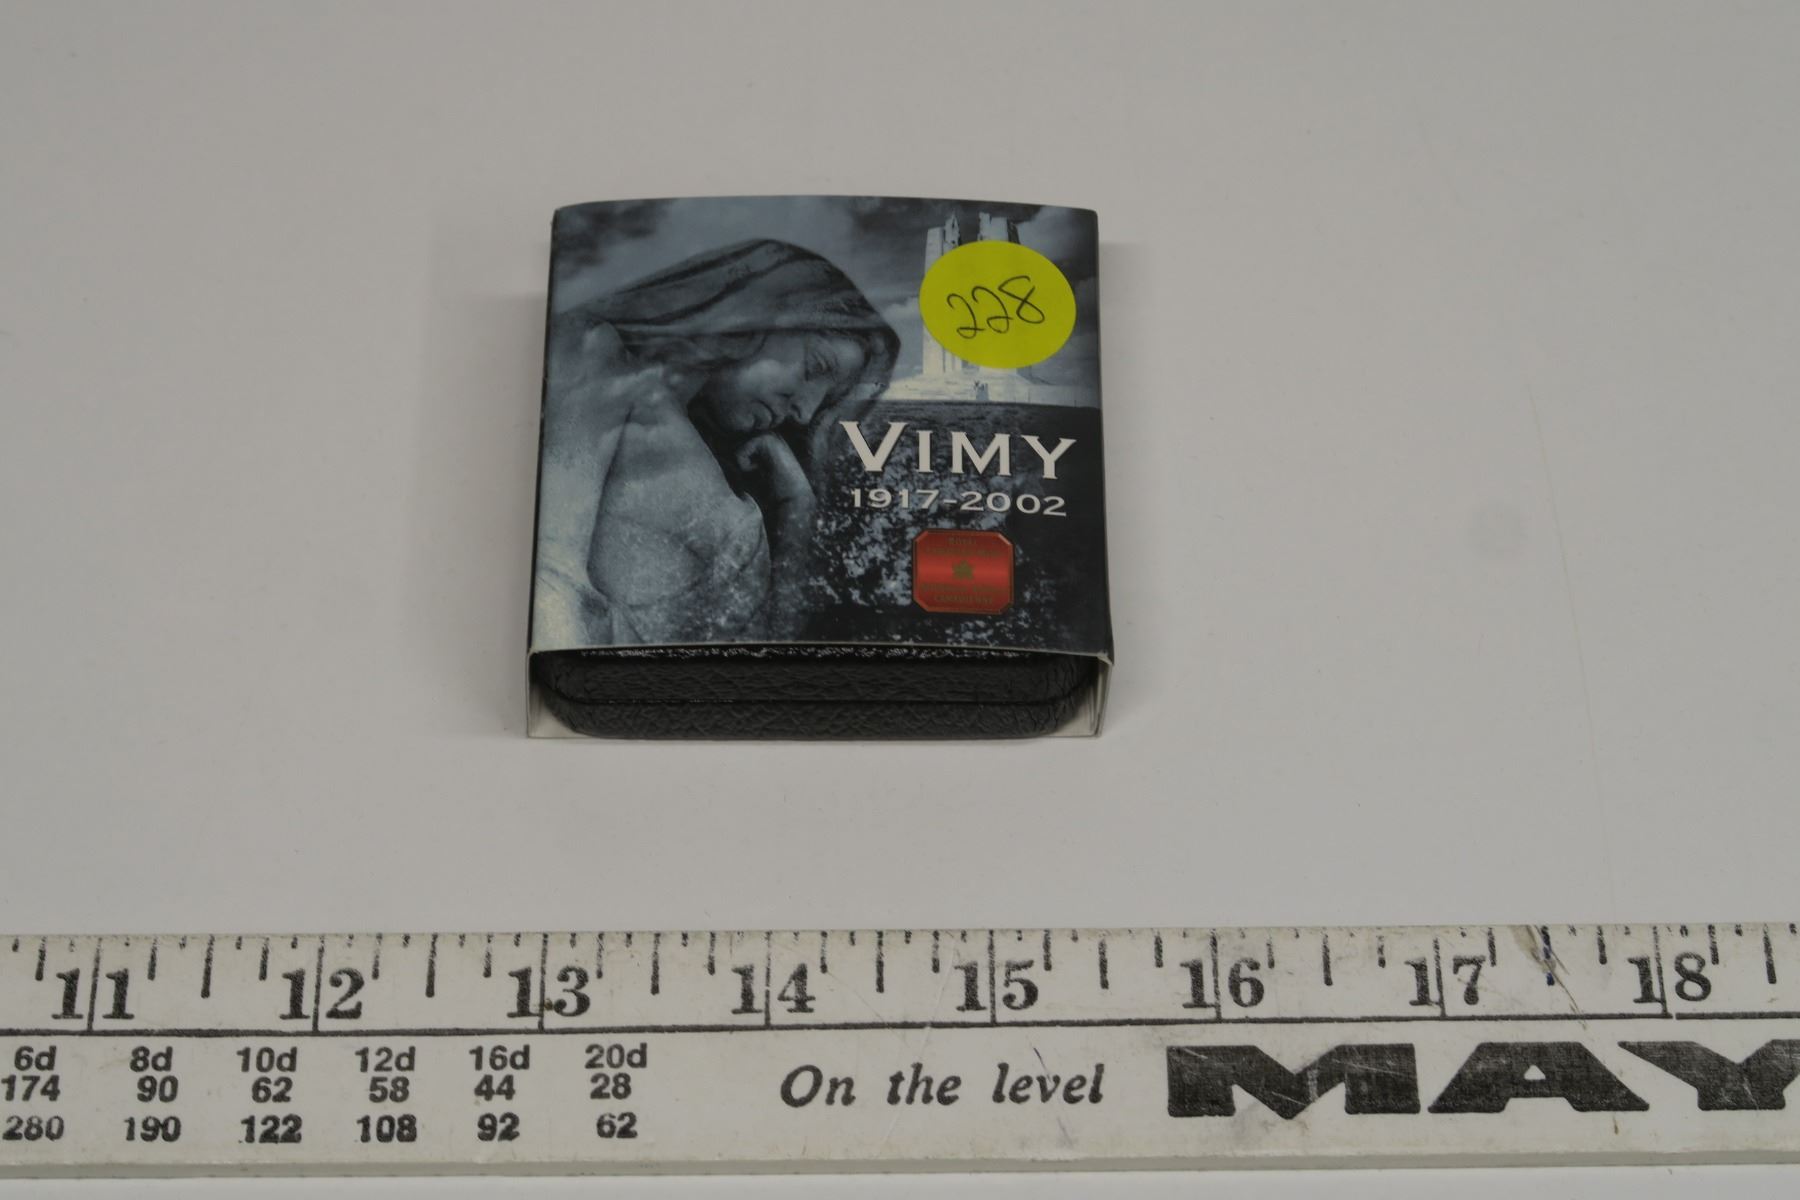 228
VIMY
1917-2002
11 12 13 14 15 16 17 18
6d 8d 10d 12d 16d 20d
174 90 62 58 44 28
280 190 122 108 92 62
On the level MAY